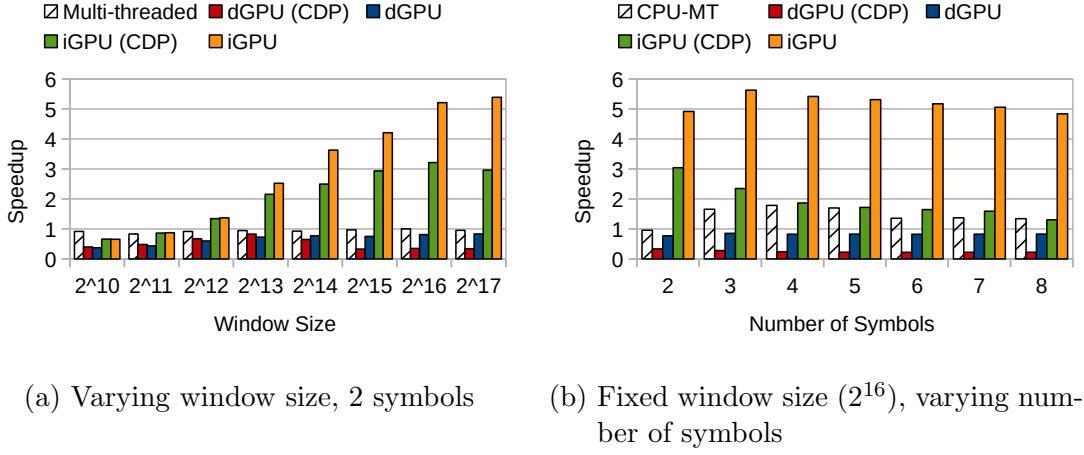 Multi-threaded dGPU (CDP) dGPU
iGPU (CDP) iGPU
6
5
4
3
2
1
0
Speedup
2^10 2^11 2^12 2^13 2^14 2^15 2^16 2^17
Window Size
(a) Varying window size, 2 symbols
CPU-MT dGPU (CDP) dGPU
iGPU (CDP) iGPU
6
5
4
3
2
1
0
Speedup
2 3 4 5 6 7 8
Number of Symbols
(b) Fixed window size (2^16), varying num-
ber of symbols